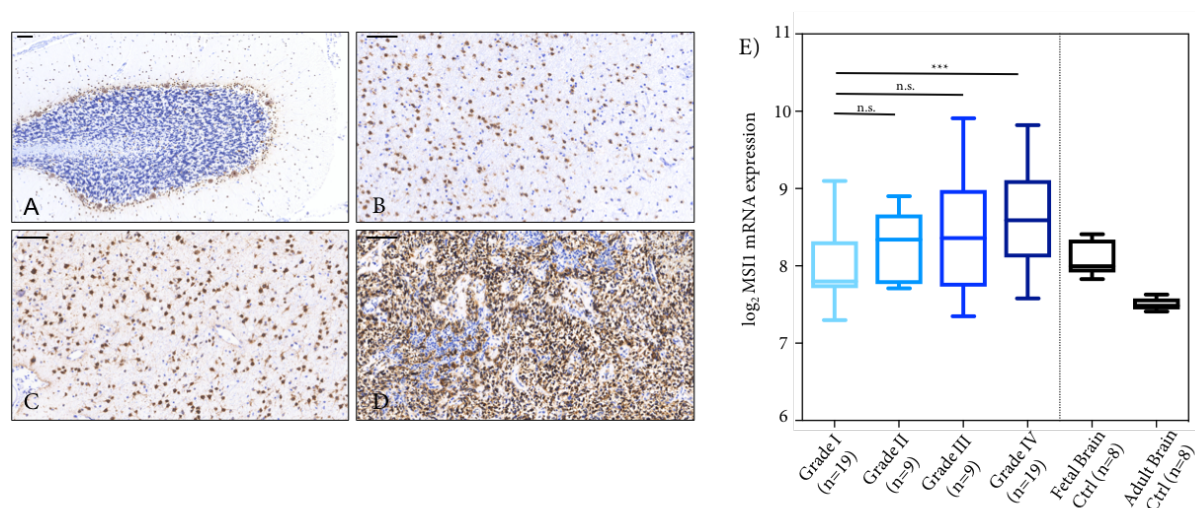 A
B
C
D
E)
log₂ MSI1 mRNA expression
11
10
9
8
7
6
***
n.s.
n.s.
Grade I
(n=19)
Grade II
(n=9)
Grade III
(n=9)
Grade IV
(n=19)
Fetal Brain
Ctrl (n=8)
Adult Brain
Ctrl (n=8)